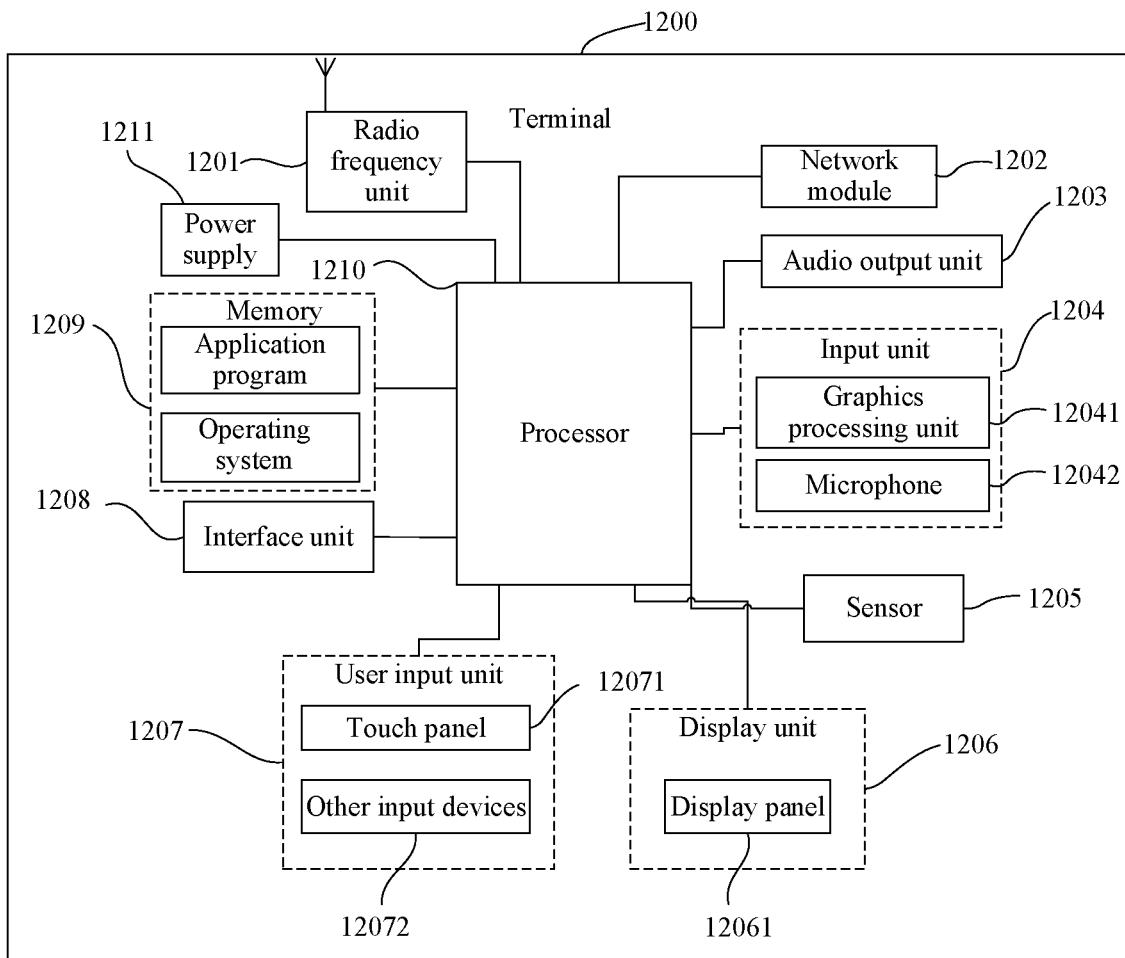 1200
Terminal
1211
1201
Radio
frequency
unit
Network
module
1202
Power
supply
1203
Audio output unit
1210
1209
Memory
Application
program
Operating
system
1204
Input unit
Graphics
processing unit
12041
Microphone
12042
Processor
1208
Interface unit
Sensor
1205
User input unit
12071
1207
Touch panel
Other input devices
12072
Display unit
1206
Display panel
12061